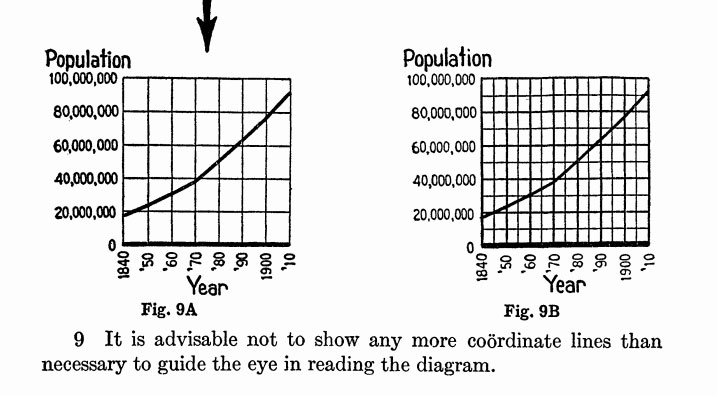 Population
100,000,000
80,000,000
60,000,000
40,000,000
20,000,000
0
1840 '50 '60 '70 '80 '90 1900 '10
Year
Fig. 9A
Population
100,000,000
80,000,000
60,000,000
40,000,000
20,000,000
0
1840 '50 '60 '70 '80 '90 1900 '10
Year
Fig. 9B
9 It is advisable not to show any more coördinate lines than
necessary to guide the eye in reading the diagram.